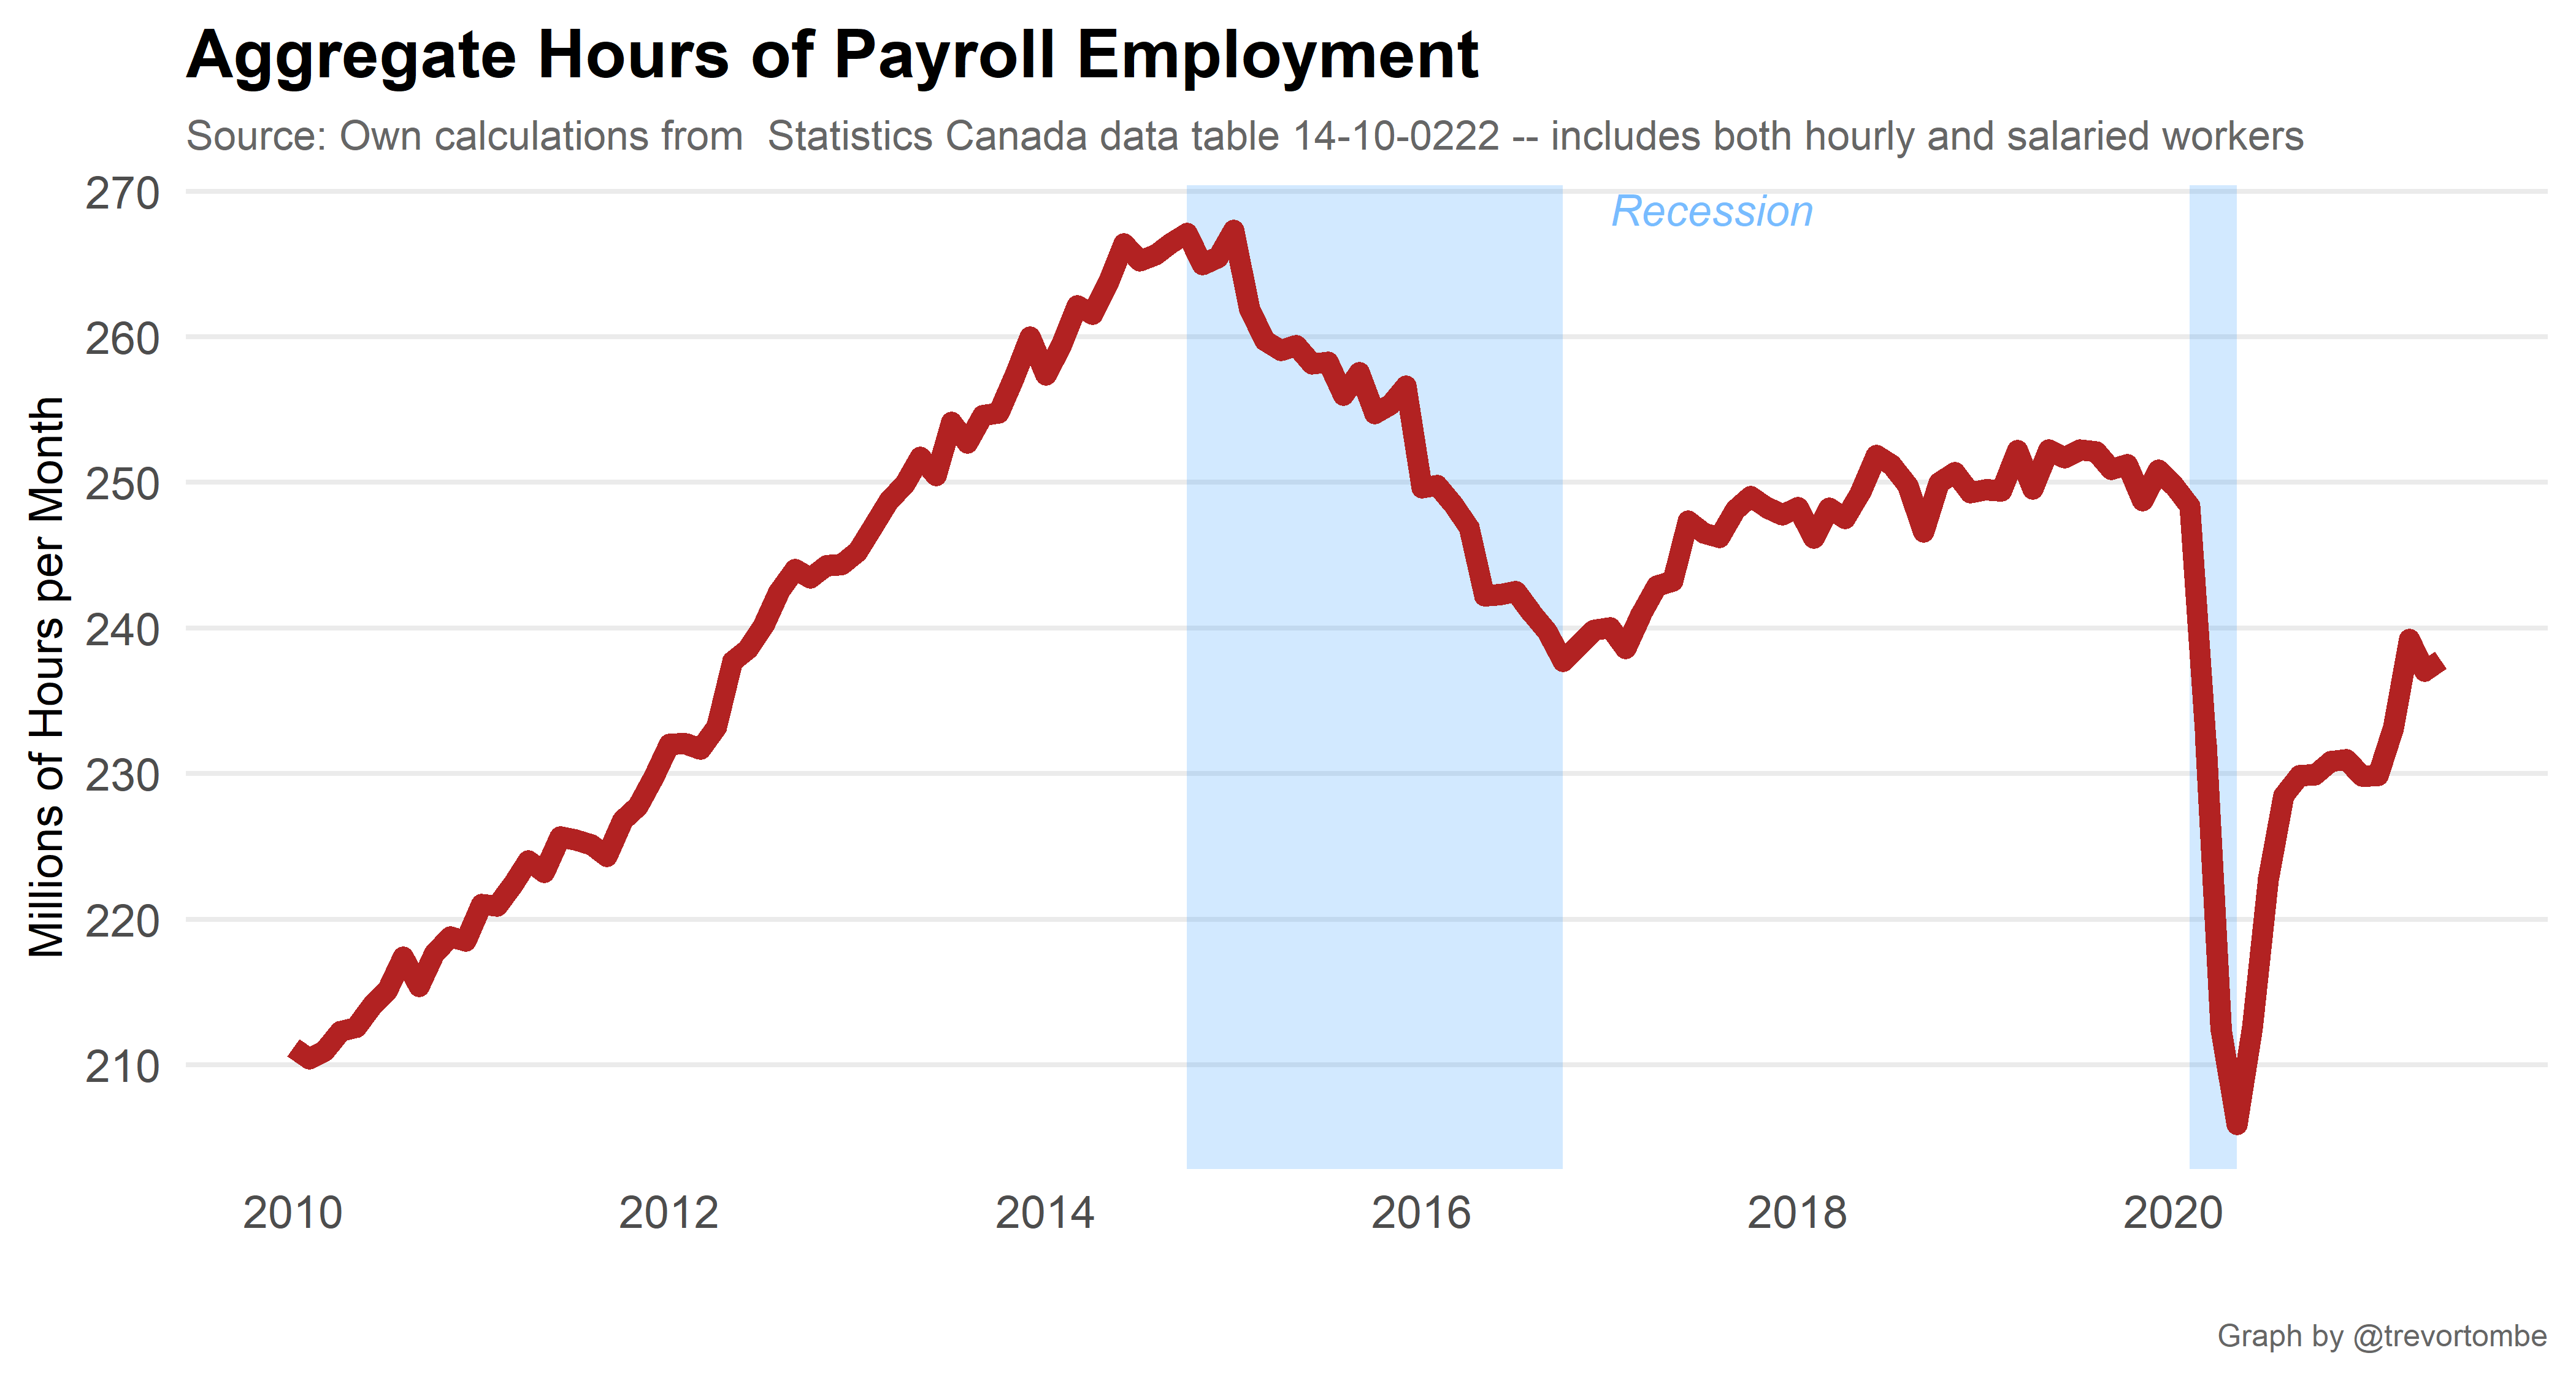 Aggregate Hours of Payroll Employment
Source: Own calculations from  Statistics Canada data table 14-10-0222 -- includes both hourly and salaried workers
Millions of Hours per Month
270
260
250
240
230
220
210
Recession
2010
2012
2014
2016
2018
2020
Graph by @trevortombe